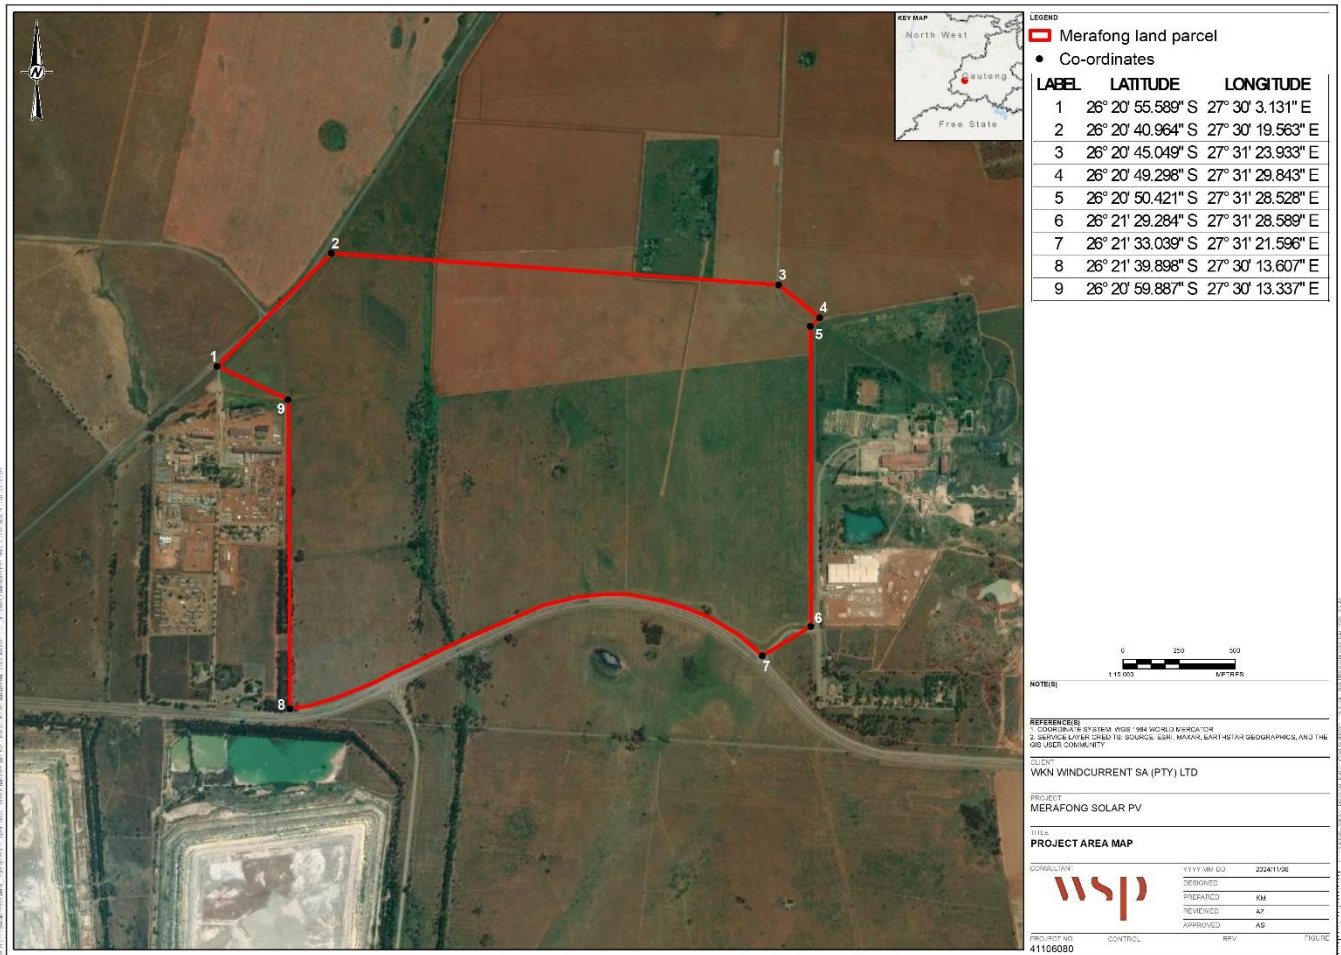 N
1
2
3
4
5
6
7
8
9
KEY MAP
North West
Gauteng
Free State
LEGEND
Merafong land parcel
Co-ordinates
LABEL LATITUDE LONGITUDE
1 26° 20' 55.589" S 27° 30' 3.131" E
2 26° 20' 40.964" S 27° 30' 19.563" E
3 26° 20' 45.049" S 27° 31' 23.933" E
4 26° 20' 49.298" S 27° 31' 29.843" E
5 26° 20' 50.421" S 27° 31' 28.528" E
6 26° 21' 29.284" S 27° 31' 28.589" E
7 26° 21' 33.039" S 27° 31' 21.596" E
8 26° 21' 39.898" S 27° 30' 13.607" E
9 26° 20' 59.887" S 27° 30' 13.337" E
0 250 500
1:15 000 METRES
NOTE(S)
REFERENCE(S)
1. COORDINATE SYSTEM: WGS 1984 WORLD MERCATOR
2. SERVICE LAYER CREDITS: SOURCE: ESRI, MAXAR, EARTHSTAR GEOGRAPHICS, AND THE
GIS USER COMMUNITY
CLIENT
WKN WINDCURRENT SA (PTY) LTD
PROJECT
MERAFONG SOLAR PV
TITLE
PROJECT AREA MAP
CONSULTANT
wsp
YYYY-MM-DD
DESIGNED
PREPARED KM
REVIEWED AZ
APPROVED AS
PROJECT NO. CONTROL REV FIGURE
41106080